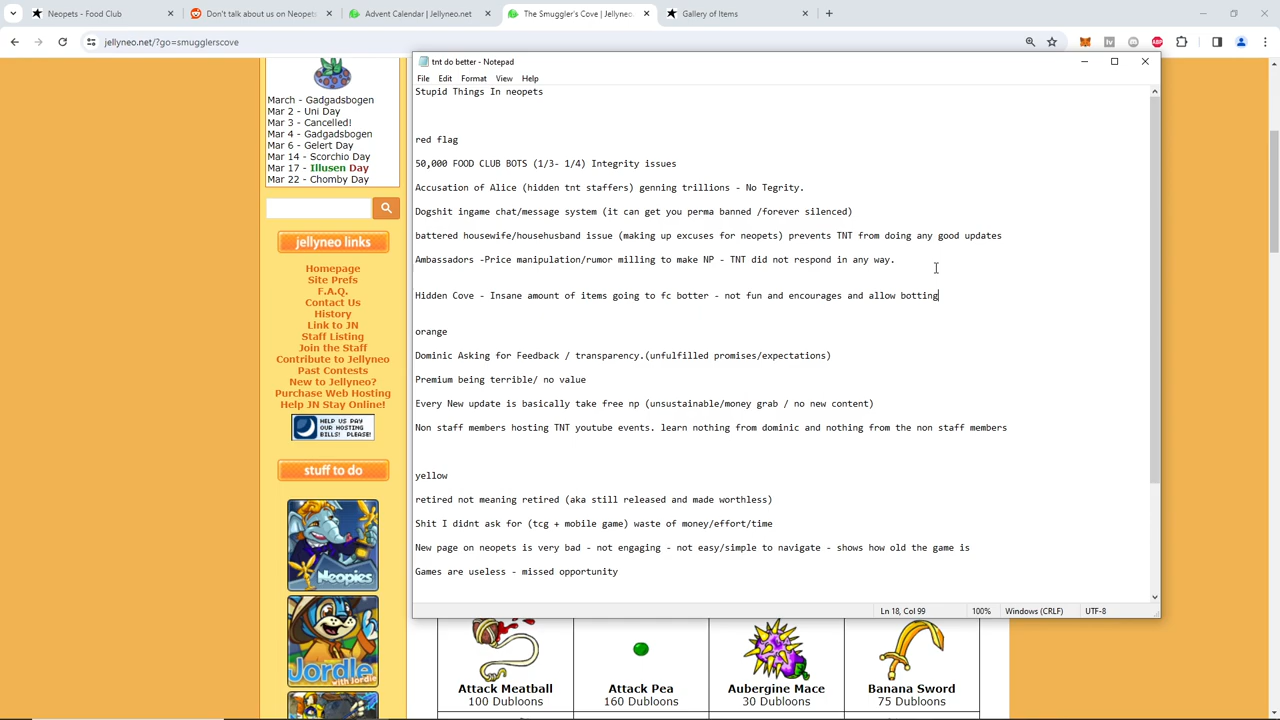 Neopets - Food Club
Don't talk about us on Neopets
Advent Calendar | Jellyneo.net
The Smuggler's Cove | Jellyneo.
Gallery of Items
jellyneo.net/?go=smugglerscove
March - Gadgadsbogen
Mar 2 - Uni Day
Mar 3 - Cancelled!
Mar 4 - Gadgadsbogen
Mar 6 - Gelert Day
Mar 14 - Scorchio Day
Mar 17 - Illusen Day
Mar 22 - Chomby Day
jellyneo links
Homepage
Site Prefs
F.A.Q.
Contact Us
History
Link to JN
Staff Listing
Join the Staff
Contribute to Jellyneo
Past Contests
New to Jellyneo?
Purchase Web Hosting
Help JN Stay Online!
HELP US PAY
OUR HOSTING
BILLS! PLEASE!
stuff to do
Neopies
Jordle
with Jordie
tnt do better - Notepad
File Edit Format View Help
Stupid Things In neopets
red flag
50,000 FOOD CLUB BOTS (1/3- 1/4) Integrity issues
Accusation of Alice (hidden tnt staffers) genning trillions - No Tegrity.
Dogshit ingame chat/message system (it can get you perma banned /forever silenced)
battered housewife/househusband issue (making up excuses for neopets) prevents TNT from doing any good updates
Ambassadors -Price manipulation/rumor milling to make NP - TNT did not respond in any way.
Hidden Cove - Insane amount of items going to fc botter - not fun and encourages and allow botting
orange
Dominic Asking for Feedback / transparency.(unfulfilled promises/expectations)
Premium being terrible/ no value
Every New update is basically take free np (unsustainable/money grab / no new content)
Non staff members hosting TNT youtube events. learn nothing from dominic and nothing from the non staff members
yellow
retired not meaning retired (aka still released and made worthless)
Shit I didnt ask for (tcg + mobile game) waste of money/effort/time
New page on neopets is very bad - not engaging - not easy/simple to navigate - shows how old the game is
Games are useless - missed opportunity
Ln 18, Col 99
100%
Windows (CRLF)
UTF-8
Attack Meatball
100 Dubloons
Attack Pea
160 Dubloons
Aubergine Mace
30 Dubloons
Banana Sword
75 Dubloons